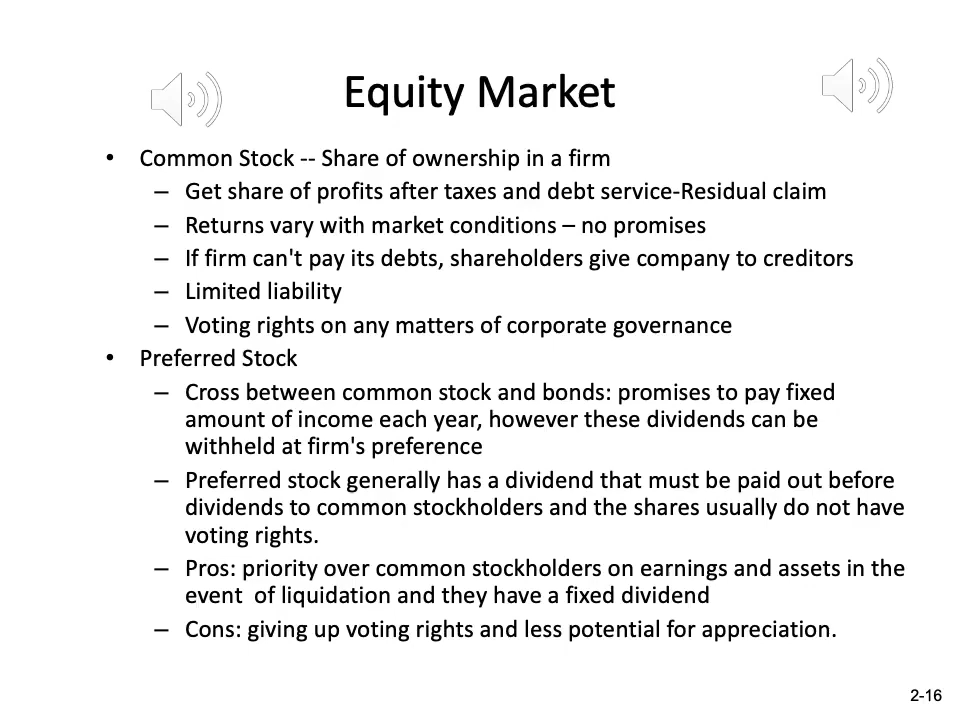 Equity Market
• Common Stock -- Share of ownership in a firm
– Get share of profits after taxes and debt service-Residual claim
– Returns vary with market conditions – no promises
– If firm can't pay its debts, shareholders give company to creditors
– Limited liability
– Voting rights on any matters of corporate governance
• Preferred Stock
– Cross between common stock and bonds: promises to pay fixed
amount of income each year, however these dividends can be
withheld at firm's preference
– Preferred stock generally has a dividend that must be paid out before
dividends to common stockholders and the shares usually do not have
voting rights.
– Pros: priority over common stockholders on earnings and assets in the
event  of liquidation and they have a fixed dividend
– Cons: giving up voting rights and less potential for appreciation.
2-16